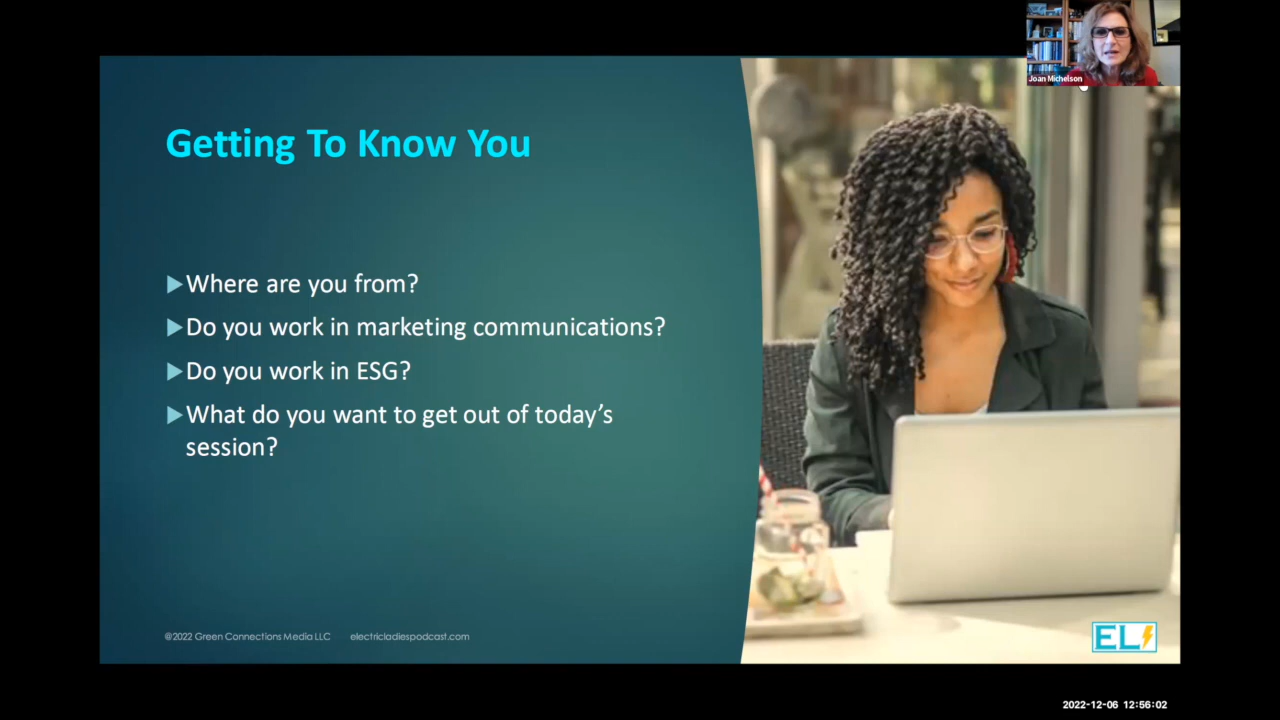 Joan Michelson
Getting To Know You
Where are you from?
Do you work in marketing communications?
Do you work in ESG?
What do you want to get out of today’s
session?
@2022 Green Connections Media LLC electricladiespodcast.com
EL
2022-12-06 12:56:02